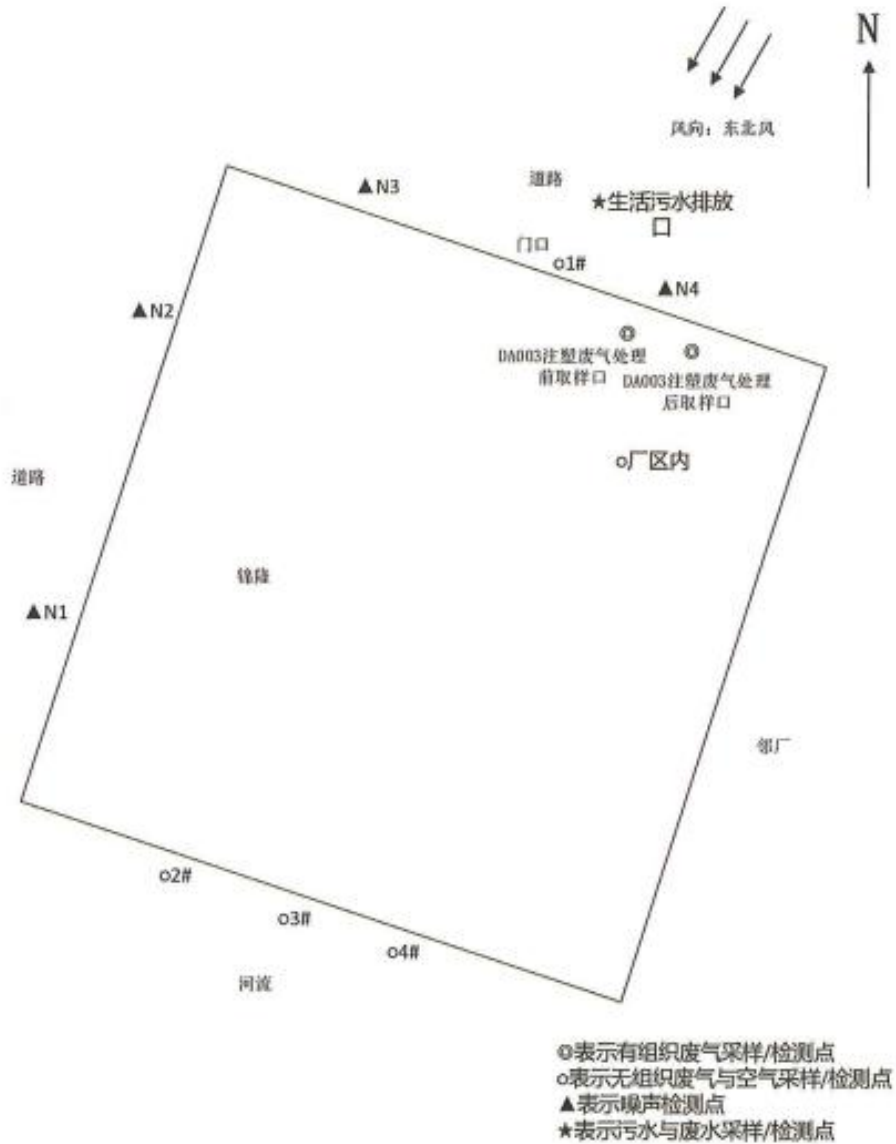 N
风向：东北风
▲N3
道路
★生活污水排放
口
门口
o1#
▲N4
▲N2
DA003注塑废气处理
前取样口
DA003注塑废气处理
后取样口
o厂区内
道路
锦隆
▲N1
邻厂
o2#
o3#
o4#
河流
◎表示有组织废气采样/检测点
o表示无组织废气与空气采样/检测点
▲表示噪声检测点
★表示污水与废水采样/检测点